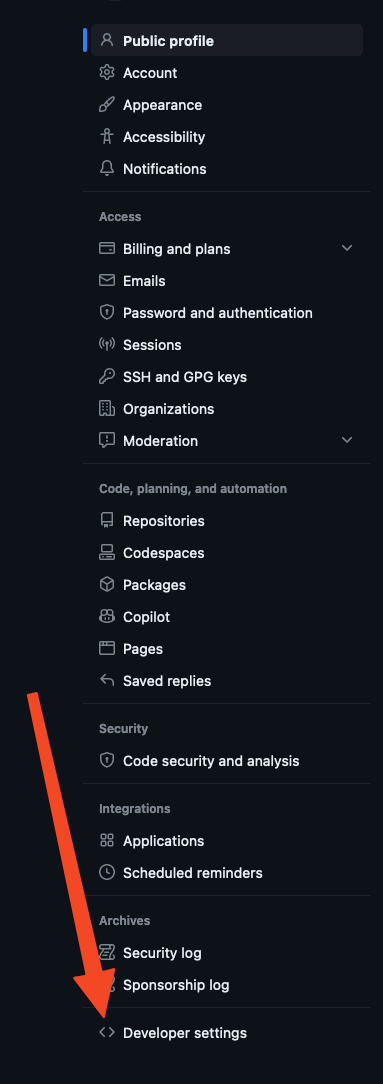 Public profile
Account
Appearance
Accessibility
Notifications
Access
Billing and plans
Emails
Password and authentication
Sessions
SSH and GPG keys
Organizations
Moderation
Code, planning, and automation
Repositories
Codespaces
Packages
Copilot
Pages
Saved replies
Security
Code security and analysis
Integrations
Applications
Scheduled reminders
Archives
Security log
Sponsorship log
Developer settings